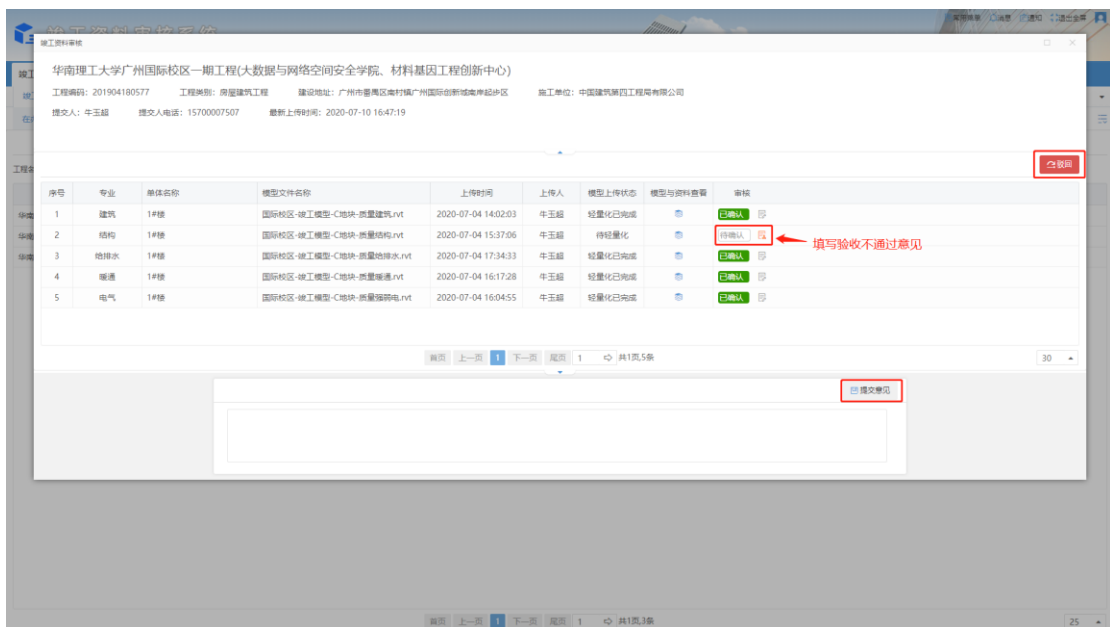 常用搜索 消息 通知 退出全屏
竣工资料审核系统
竣工资料审核
华南理工大学广州国际校区一期工程(大数据与网络空间安全学院、材料基因工程创新中心)
工程编码：201904180577 工程类别：房屋建筑工程 建设地址：广州市番禺区南村镇广州国际创新城南岸起步区 施工单位：中国建筑第四工程局有限公司
提交人：牛玉超 提交人电话：15700007507 最新上传时间：2020-07-10 16:47:19
驳回
序号 专业 单体名称 模型文件名称 上传时间 上传人 模型上传状态 模型与资料查看 审核
1 建筑 1#楼 国际校区-竣工模型-C地块-质量建筑.rvt 2020-07-04 14:02:03 牛玉超 轻量化已完成 已确认
2 结构 1#楼 国际校区-竣工模型-C地块-质量结构.rvt 2020-07-04 15:37:06 牛玉超 待轻量化 待确认
填写验收不通过意见
3 给排水 1#楼 国际校区-竣工模型-C地块-质量给排水.rvt 2020-07-04 17:34:33 牛玉超 轻量化已完成 已确认
4 暖通 1#楼 国际校区-竣工模型-C地块-质量暖通.rvt 2020-07-04 16:17:28 牛玉超 轻量化已完成 已确认
5 电气 1#楼 国际校区-竣工模型-C地块-质量强弱电.rvt 2020-07-04 16:04:55 牛玉超 轻量化已完成 已确认
首页 上一页 1 下一页 尾页 1 共1页,5条 30
提交意见
首页 上一页 1 下一页 尾页 1 共1页,3条 25